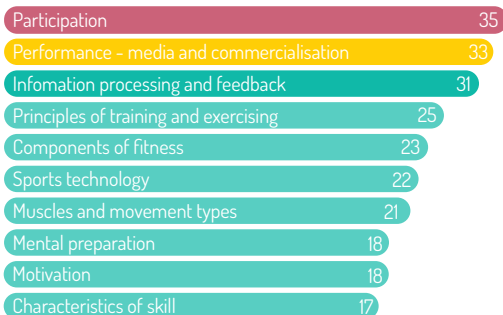 Participation 35
Performance - media and commercialisation 33
Infomation processing and feedback 31
Principles of training and exercising 25
Components of fitness 23
Sports technology 22
Muscles and movement types 21
Mental preparation 18
Motivation 18
Characteristics of skill 17